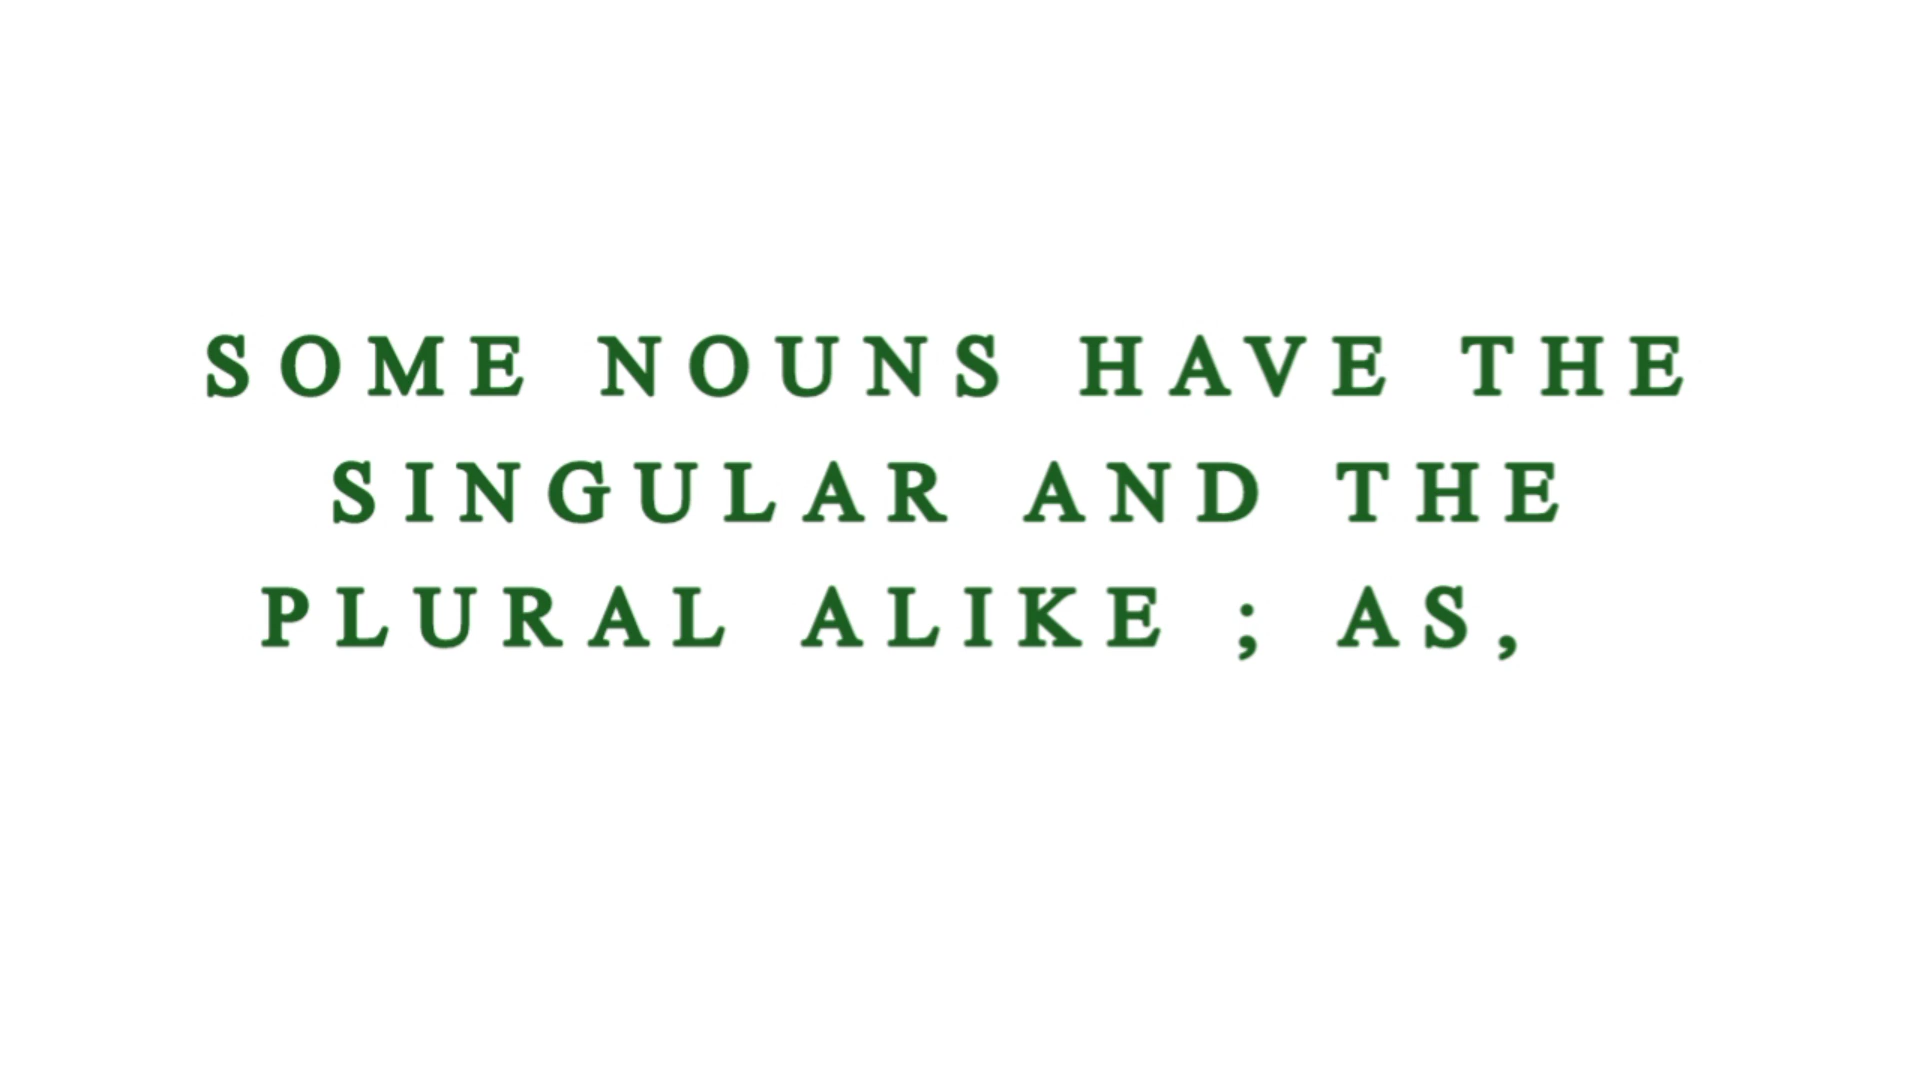 SOME NOUNS HAVE THE
SINGULAR AND THE
PLURAL ALIKE ; AS,